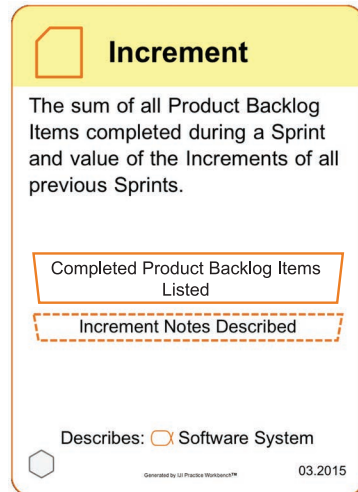 Increment
The sum of all Product Backlog
Items completed during a Sprint
and value of the Increments of all
previous Sprints.
Completed Product Backlog Items
Listed
Increment Notes Described
Describes: Software System
Generated by IJI Practice Workbench™
03.2015